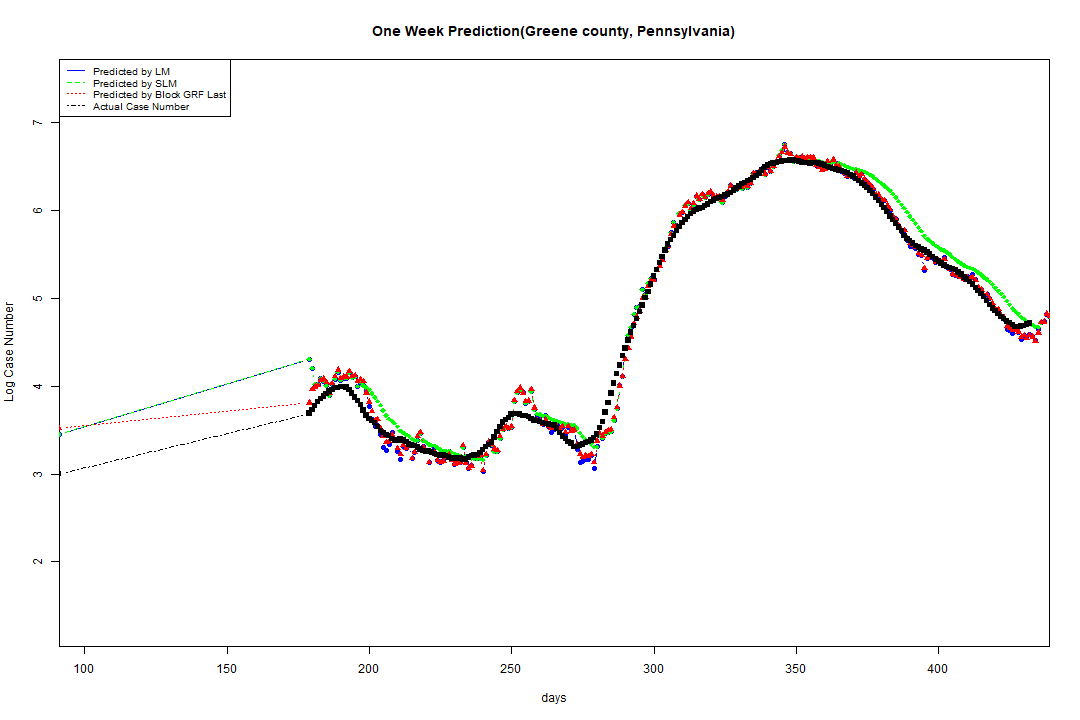 One Week Prediction(Greene county, Pennsylvania)
Predicted by LM
Predicted by SLM
Predicted by Block GRF Last
Actual Case Number
7
6
5
4
3
2
Log Case Number
100 150 200 250 300 350 400
days